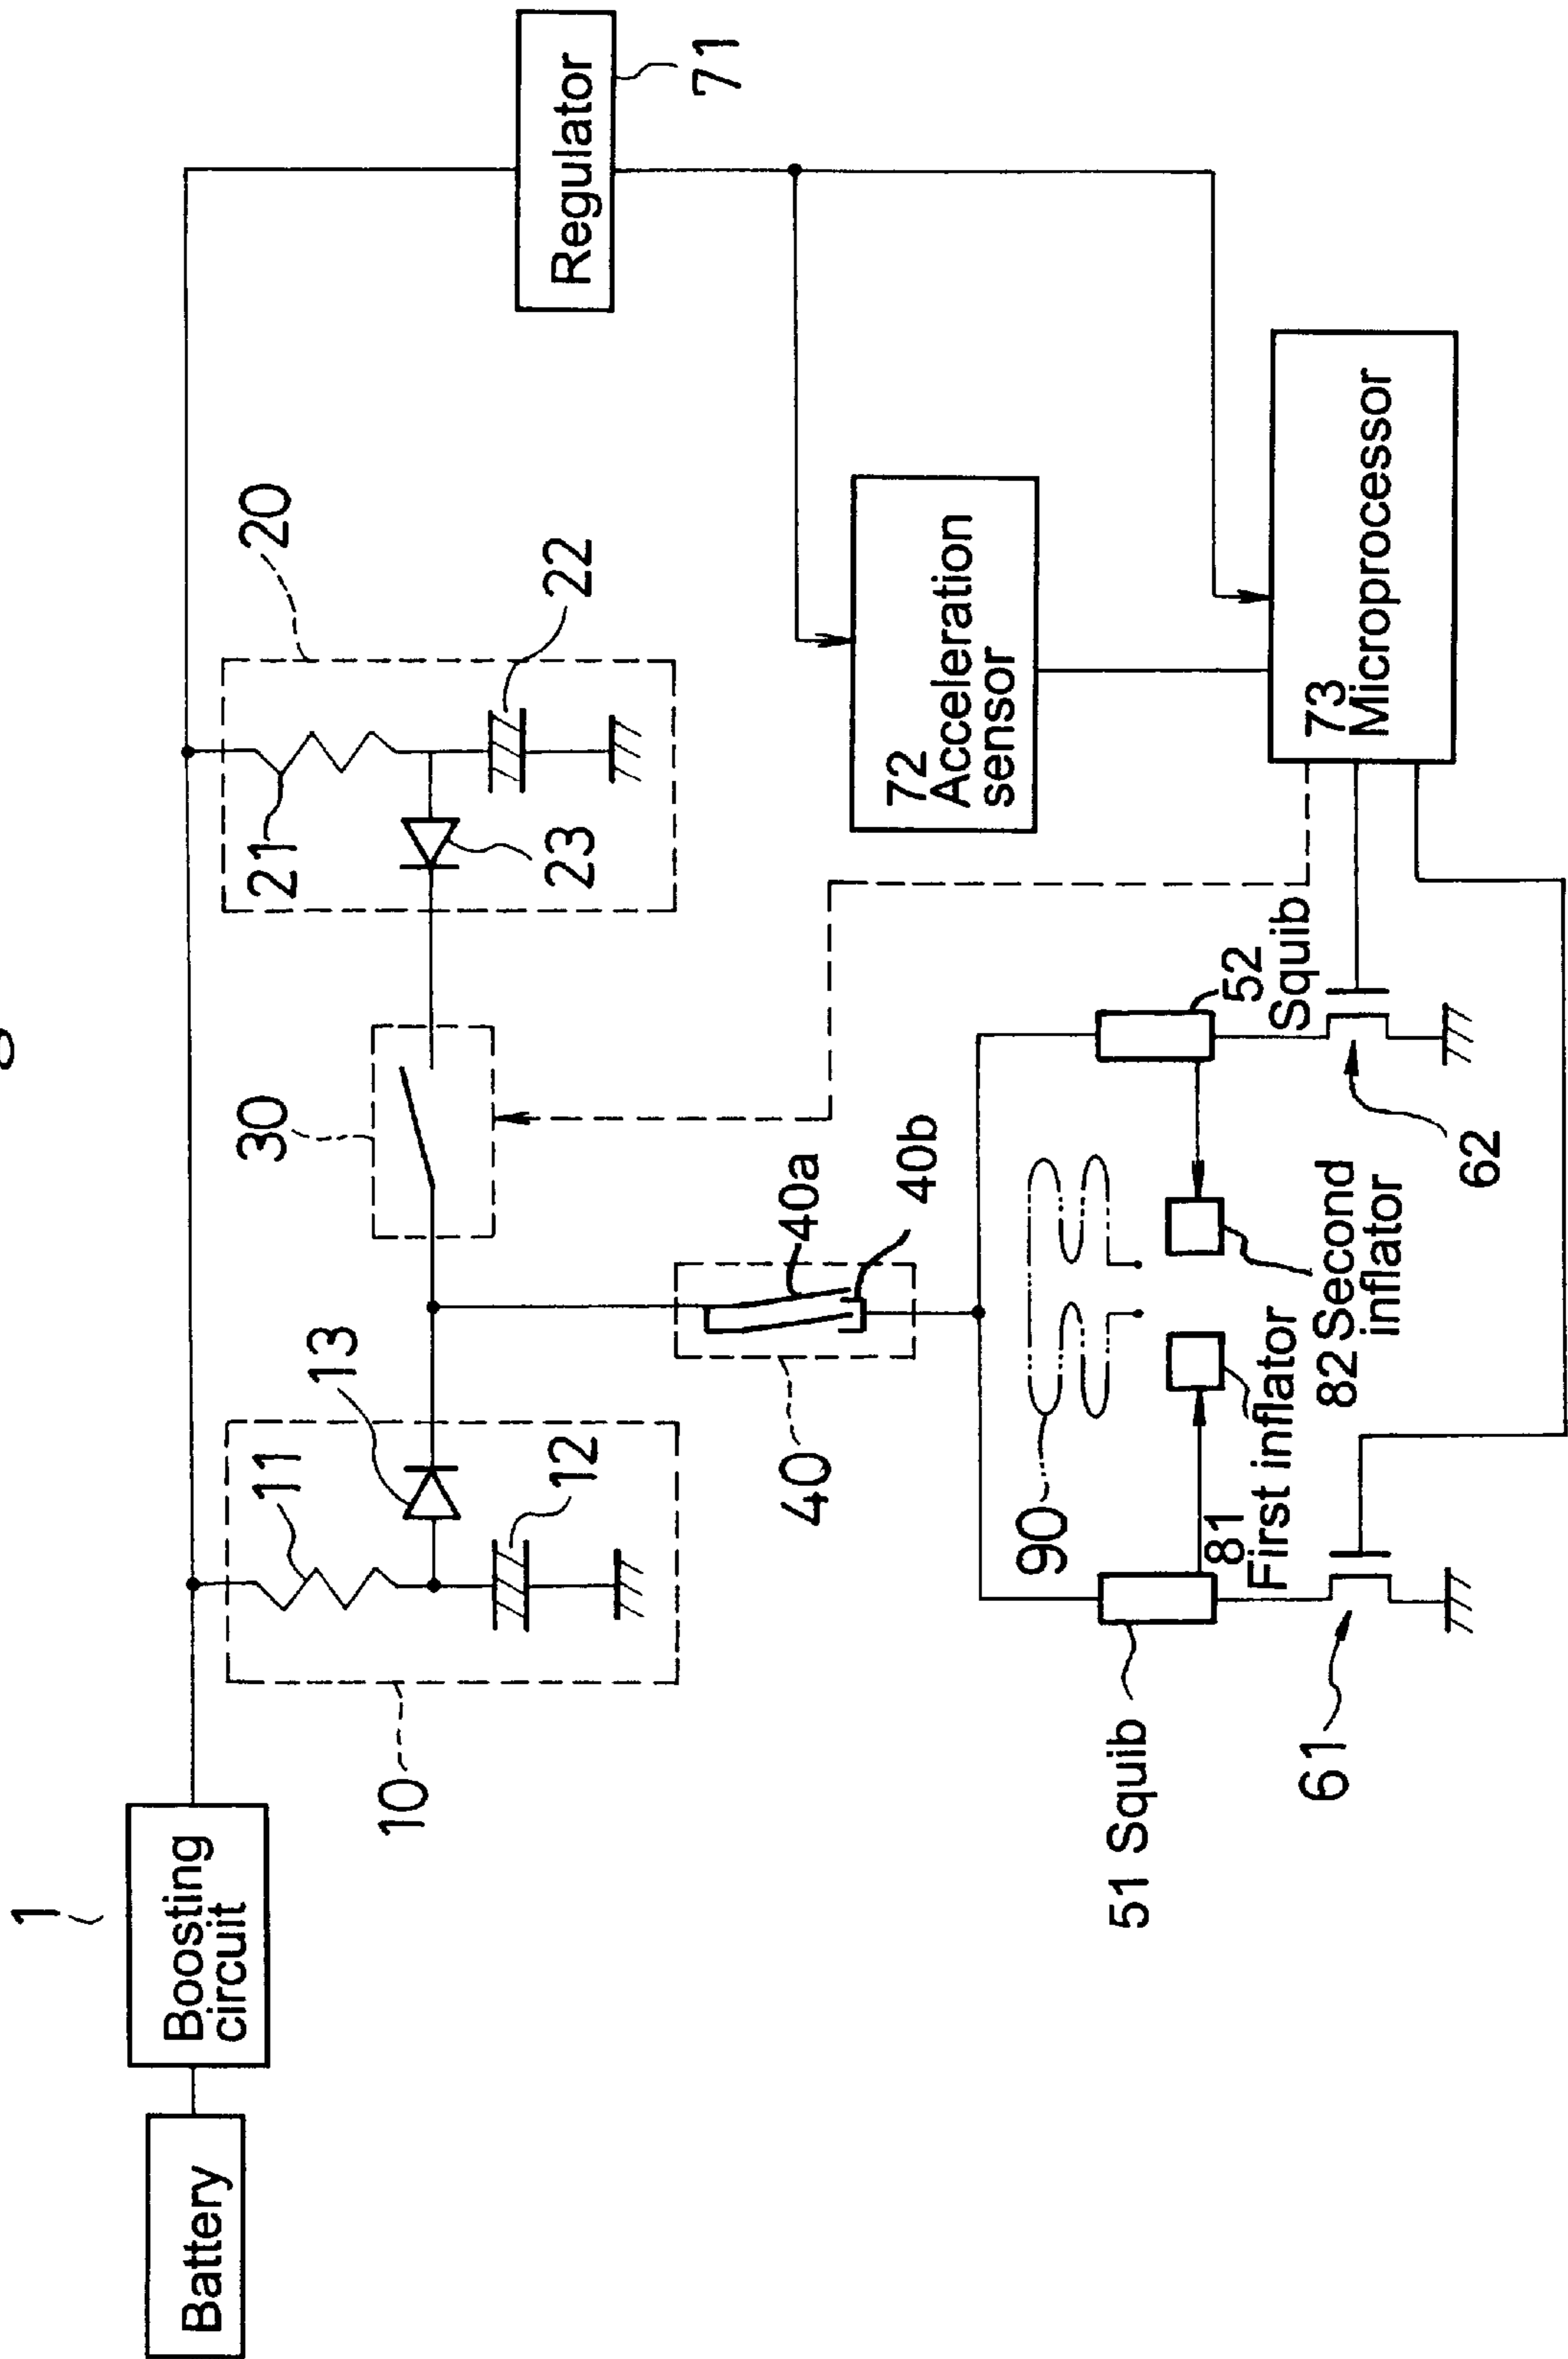 1
Battery
Boosting
circuit
Regulator
71
10
11
12
13
20
21
22
23
30
40
40a
40b
72
Acceleration
sensor
73
Microprocessor
51 Squib
52
Squib
90
81
First inflator
82 Second
inflator
61
62